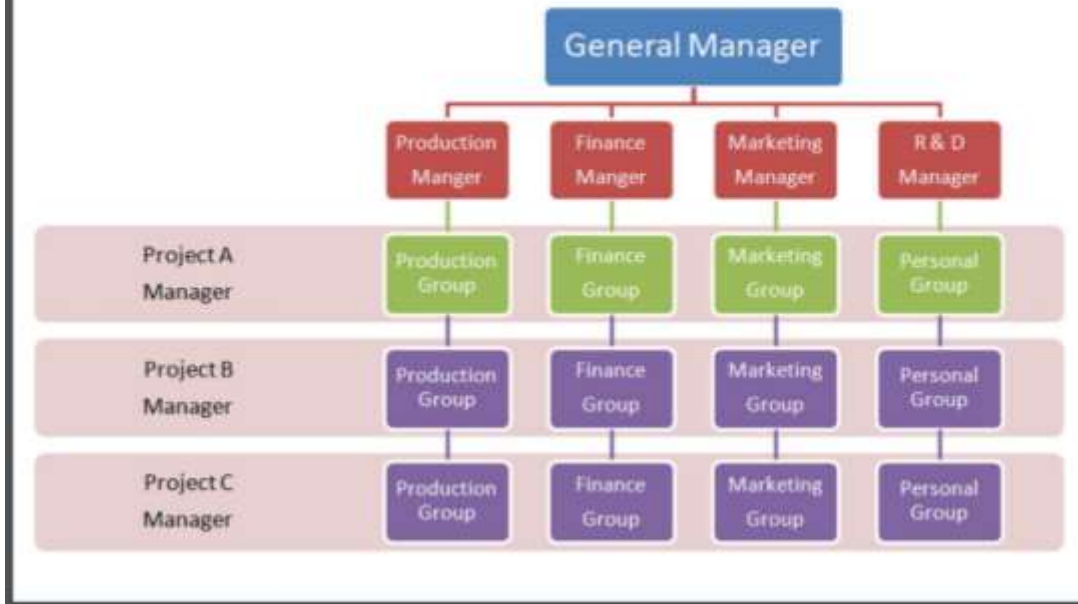 General Manager
Production
Manger
Finance
Manger
Marketing
Manager
R & D
Manager
Project A
Manager
Production
Group
Finance
Group
Marketing
Group
Personal
Group
Project B
Manager
Production
Group
Finance
Group
Marketing
Group
Personal
Group
Project C
Manager
Production
Group
Finance
Group
Marketing
Group
Personal
Group